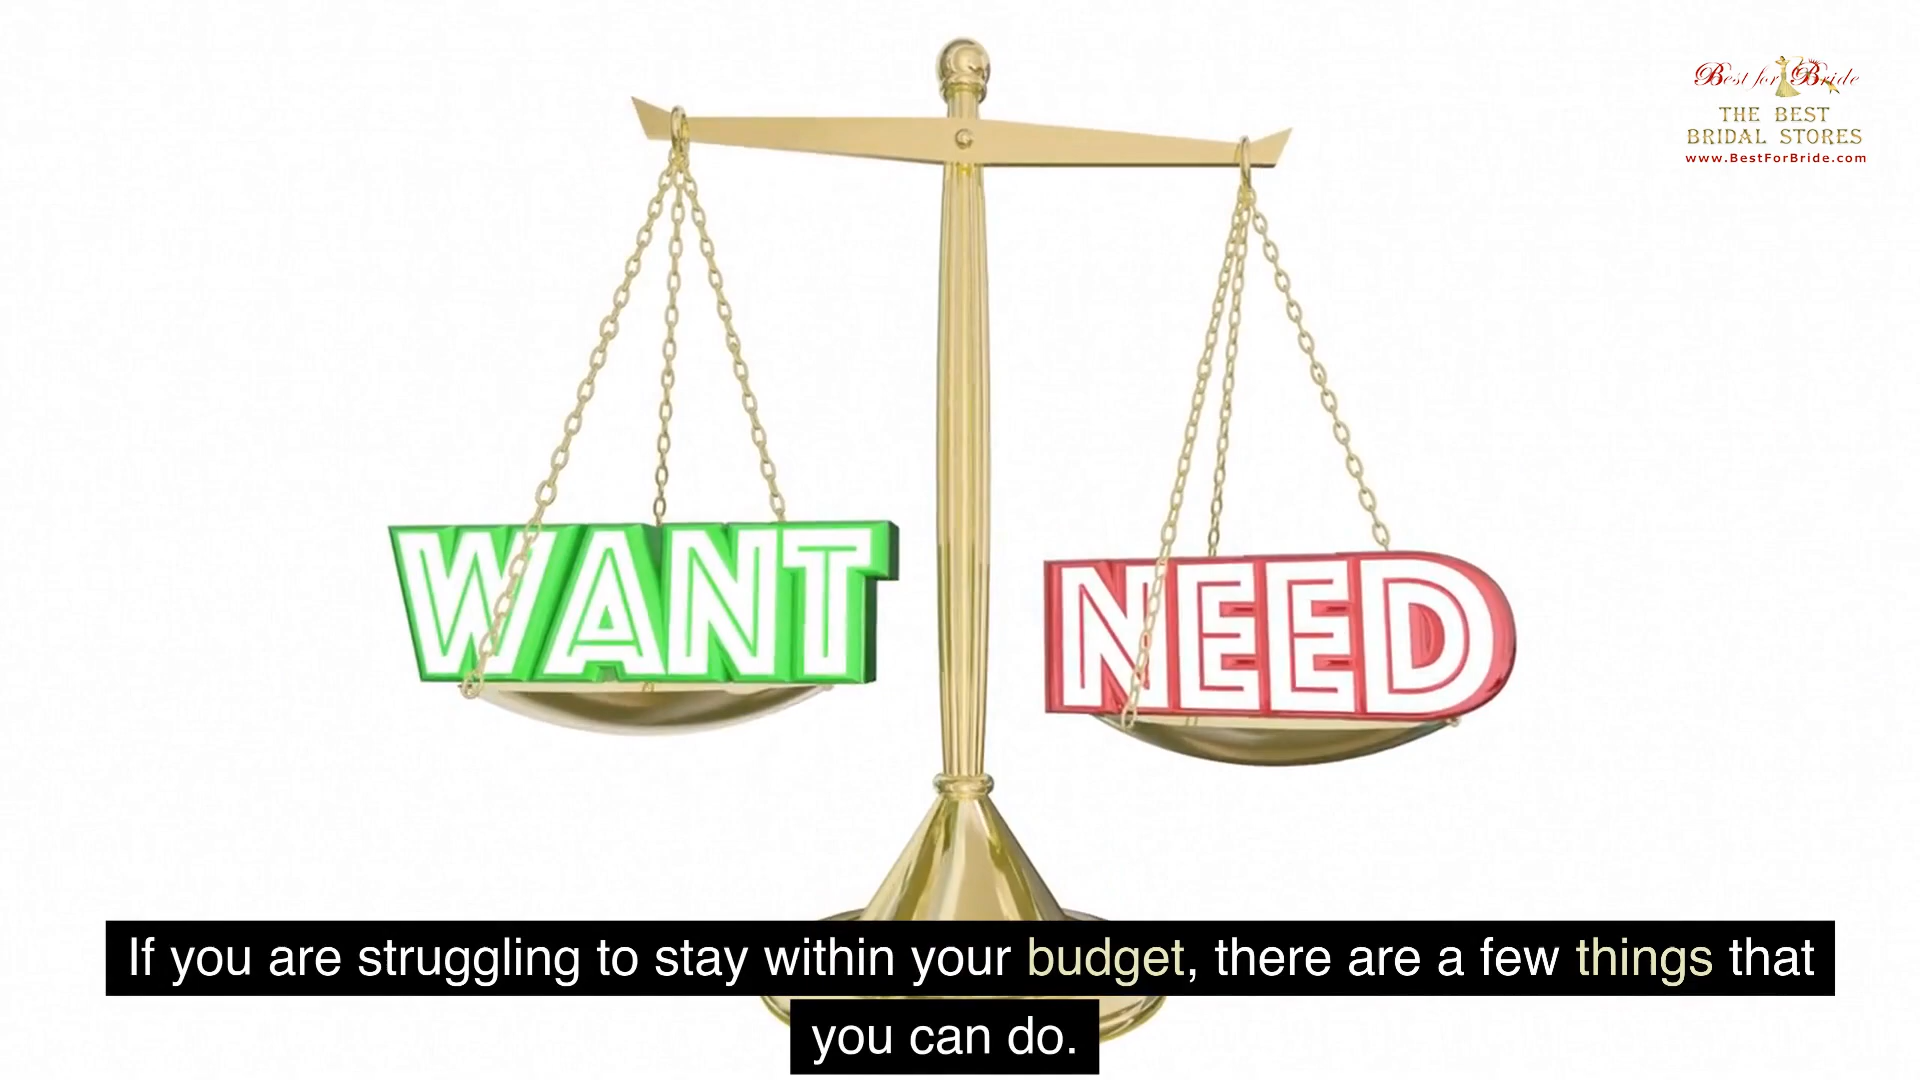 Best for Bride
THE BEST
BRIDAL STORES
www.BestForBride.com
WANT
NEED
If you are struggling to stay within your budget, there are a few things that
you can do.